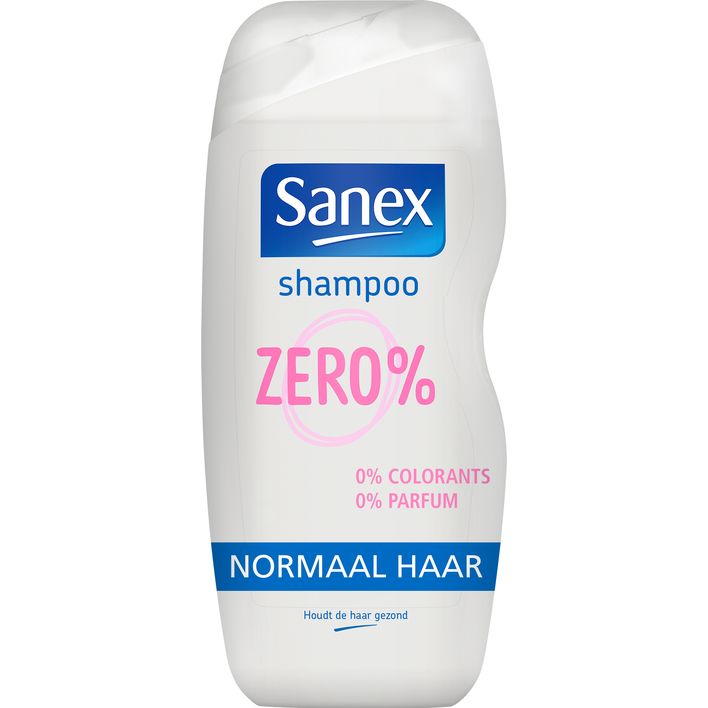 Sanex
shampoo
ZERO%
0% COLORANTS
0% PARFUM
NORMAAL HAAR
Houdt de haar gezond